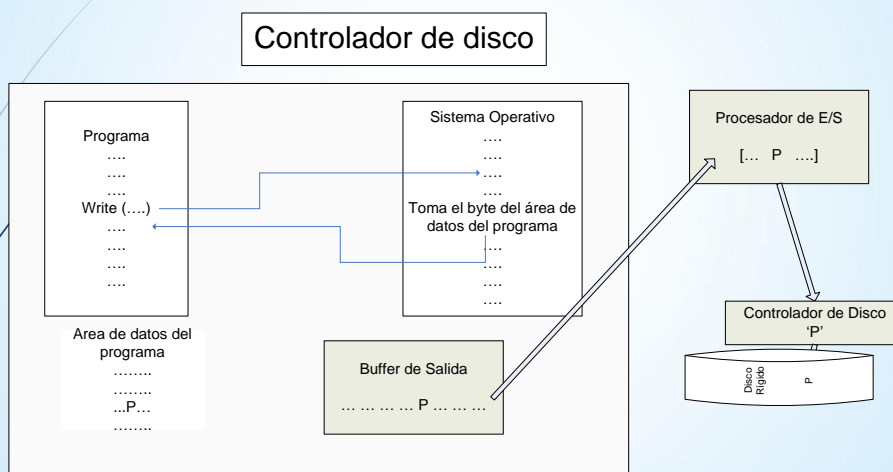 Controlador de disco
Programa
….
….
….
Write (….)
….
….
….
….
Sistema Operativo
….
….
….
….
Toma el byte del área de
datos del programa
….
….
….
….
Area de datos del
programa
……..
……..
...P…
……..
Buffer de Salida
… … … … P … … …
Procesador de E/S
[… P ….]
Controlador de Disco
‘P’
Disco
Rígido
P